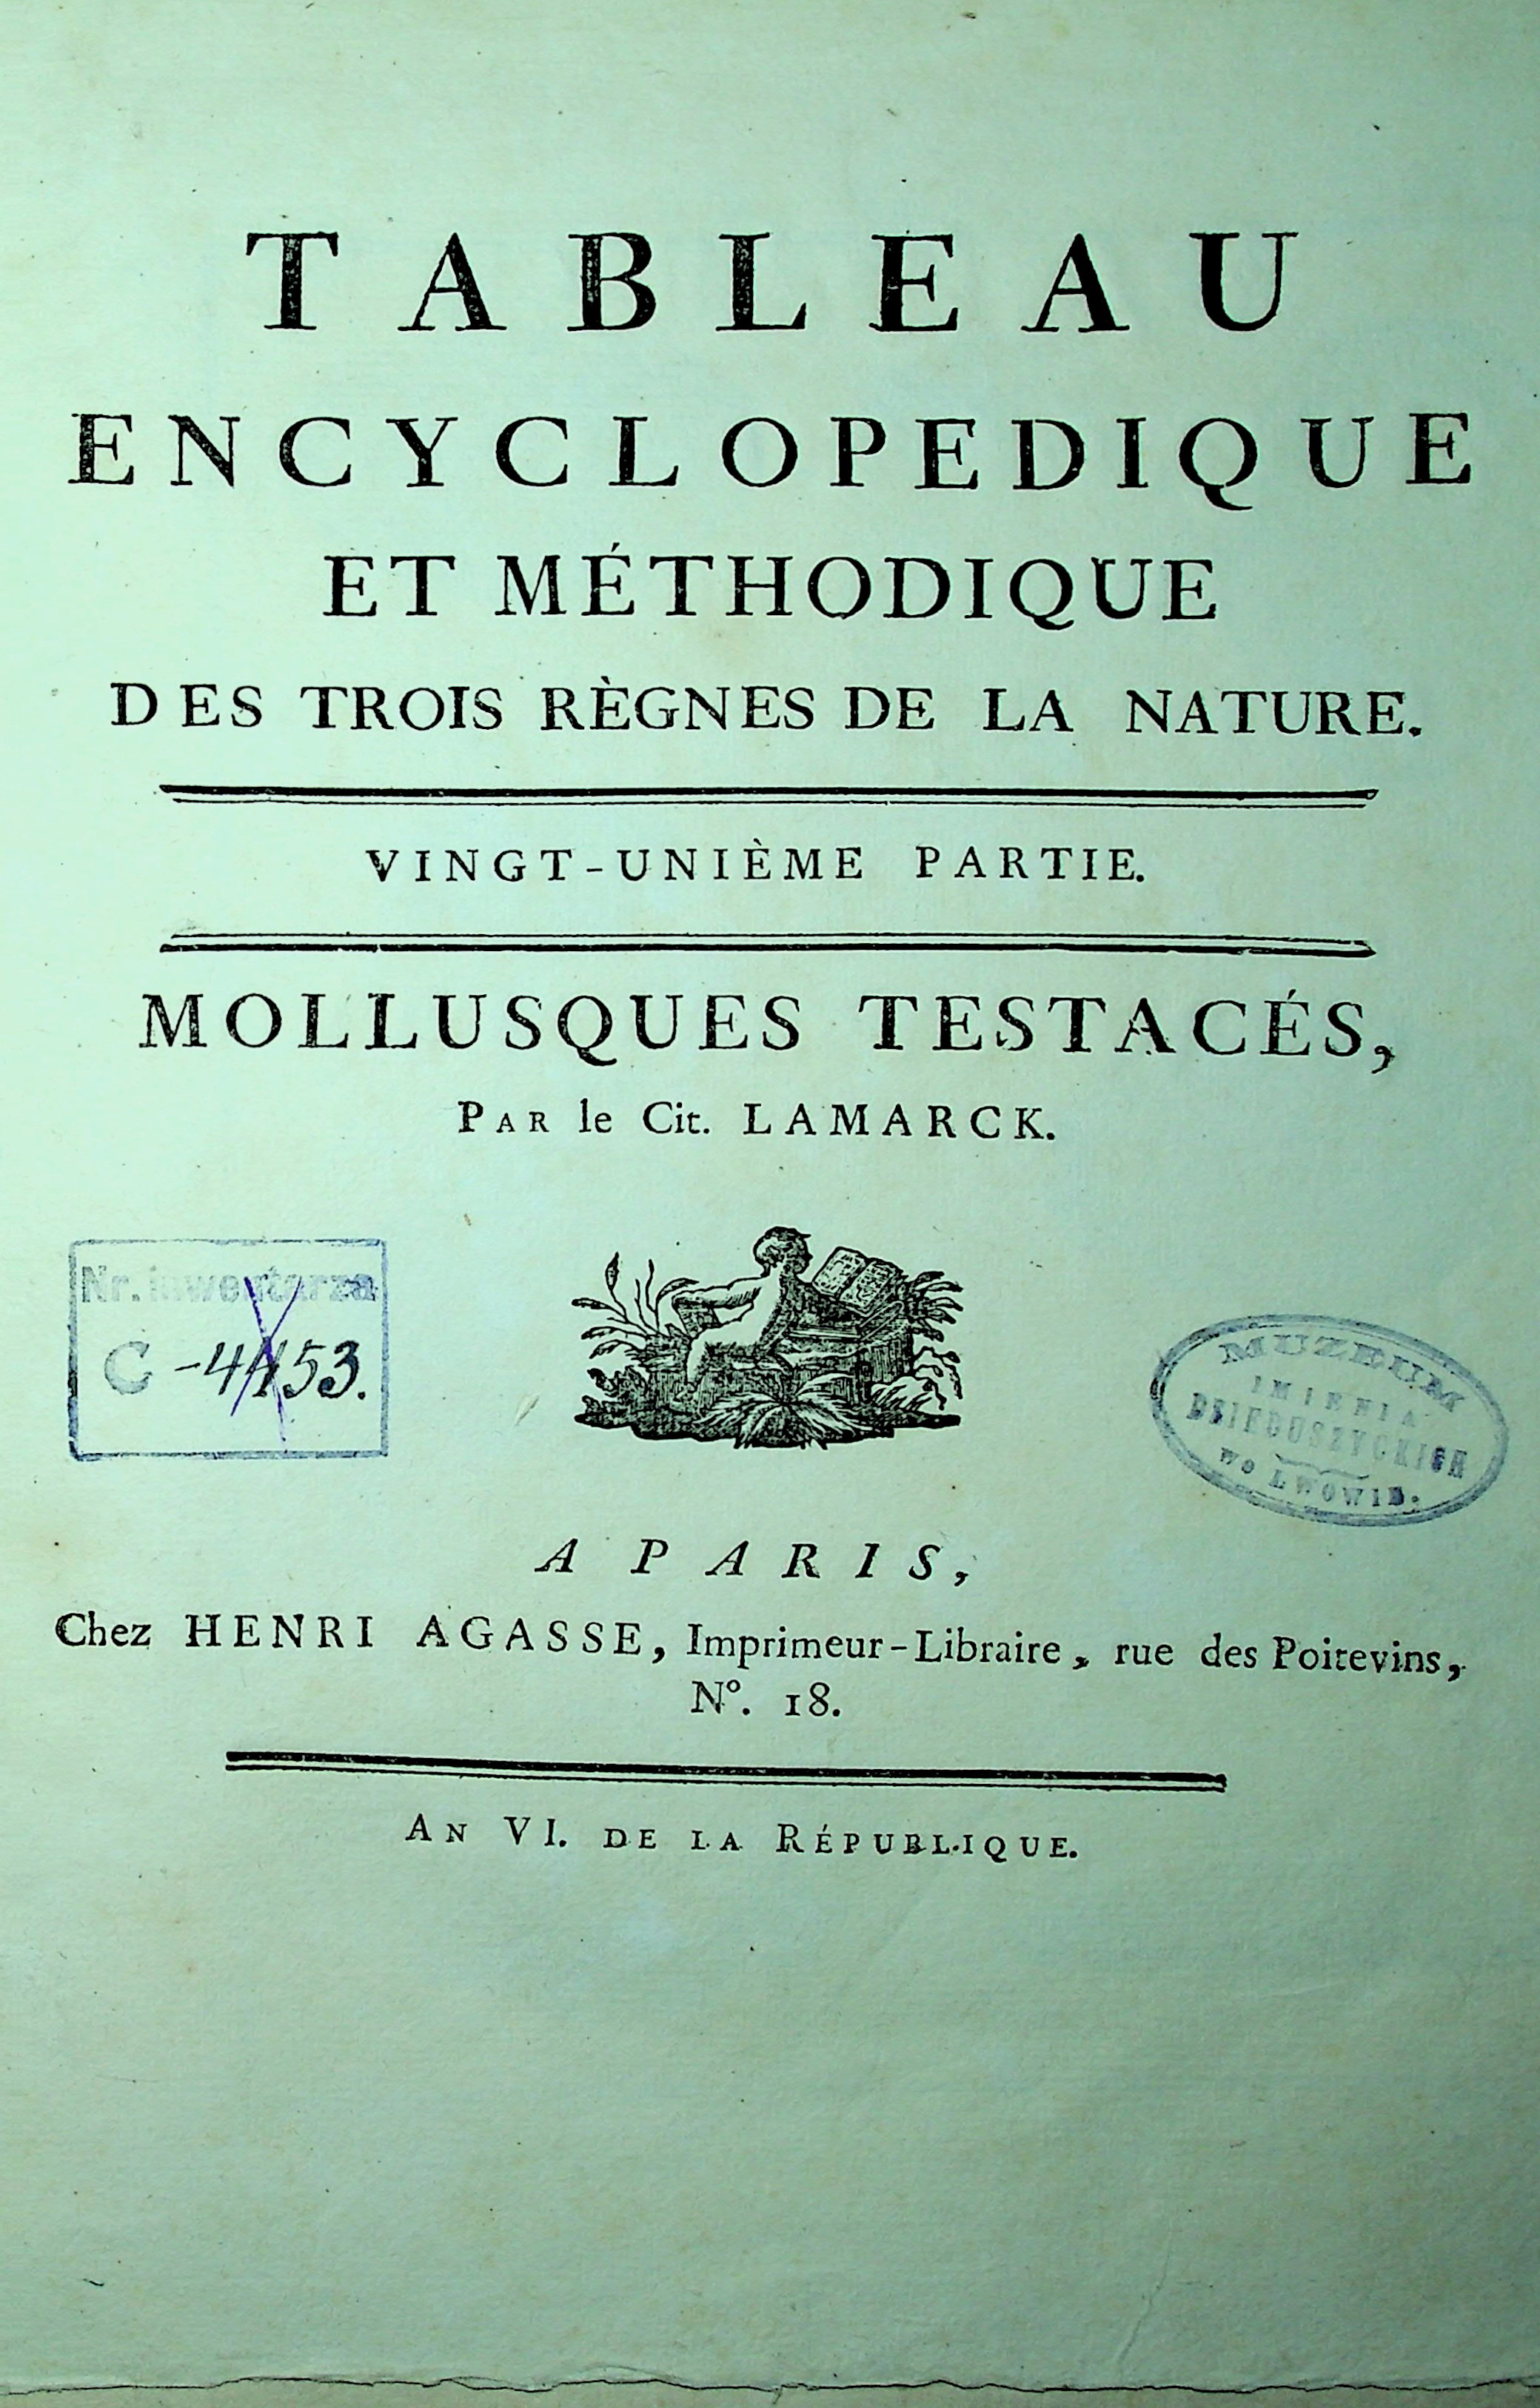 TABLEAU
ENCYCLOPEDIQUE
ET MÉTHODIQUE
DES TROIS RÈGNES DE LA NATURE.
VINGT-UNIÈME PARTIE.
MOLLUSQUES TESTACÉS,
PAR le Cit. LAMARCK.
Nr. inwentarza
C-4453.
MUZEUM
IMIENIA
DZIEDUSZYCKICH
we LWOWIE.
A PARIS,
Chez HENRI AGASSE, Imprimeur-Libraire, rue des Poitevins,
N°. 18.
AN VI. DE LA RÉPUBLIQUE.